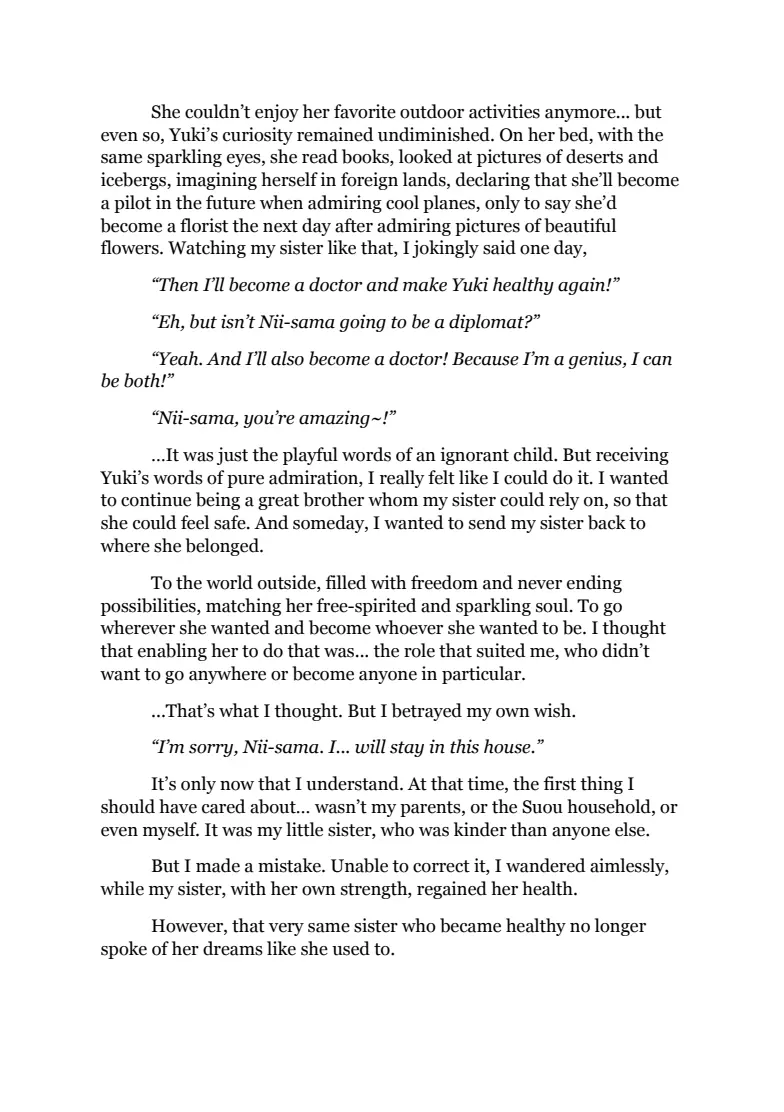 She couldn’t enjoy her favorite outdoor activities anymore… but
even so, Yuki’s curiosity remained undiminished. On her bed, with the
same sparkling eyes, she read books, looked at pictures of deserts and
icebergs, imagining herself in foreign lands, declaring that she’ll become
a pilot in the future when admiring cool planes, only to say she’d
become a florist the next day after admiring pictures of beautiful
flowers. Watching my sister like that, I jokingly said one day,
“Then I’ll become a doctor and make Yuki healthy again!”
“Eh, but isn’t Nii-sama going to be a diplomat?”
“Yeah. And I’ll also become a doctor! Because I’m a genius, I can
be both!”
“Nii-sama, you’re amazing~!”
…It was just the playful words of an ignorant child. But receiving
Yuki’s words of pure admiration, I really felt like I could do it. I wanted
to continue being a great brother whom my sister could rely on, so that
she could feel safe. And someday, I wanted to send my sister back to
where she belonged.
To the world outside, filled with freedom and never ending
possibilities, matching her free-spirited and sparkling soul. To go
wherever she wanted and become whoever she wanted to be. I thought
that enabling her to do that was… the role that suited me, who didn’t
want to go anywhere or become anyone in particular.
…That’s what I thought. But I betrayed my own wish.
“I’m sorry, Nii-sama. I… will stay in this house.”
It’s only now that I understand. At that time, the first thing I
should have cared about… wasn’t my parents, or the Suou household, or
even myself. It was my little sister, who was kinder than anyone else.
But I made a mistake. Unable to correct it, I wandered aimlessly,
while my sister, with her own strength, regained her health.
However, that very same sister who became healthy no longer
spoke of her dreams like she used to.